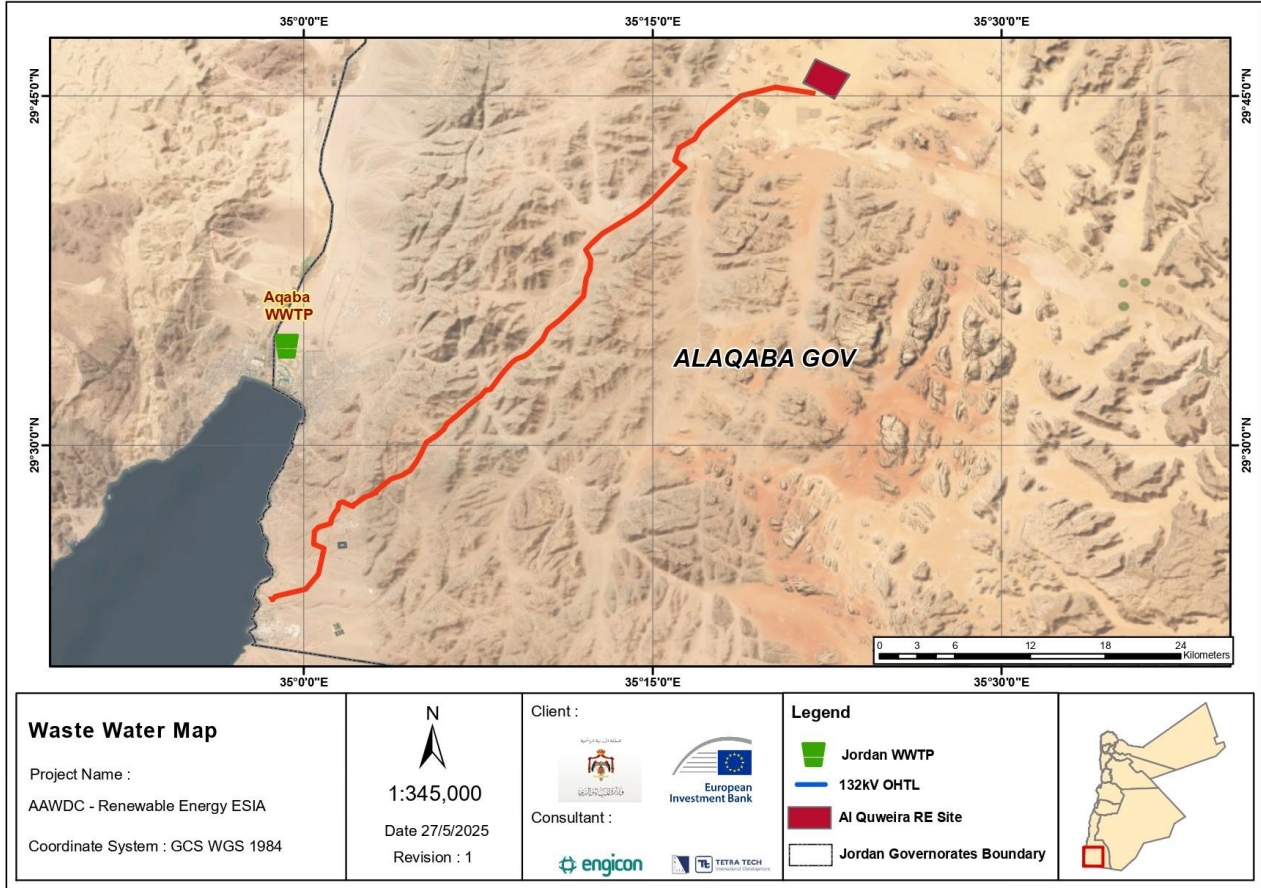 35°0'0"E
35°15'0"E
35°30'0"E
29°45'0"N
29°45'0"N
Aqaba
WWTP
ALAQABA GOV
29°30'0"N
29°30'0"N
0 3 6 12 18 24
Kilometers
35°0'0"E
35°15'0"E
35°30'0"E
Waste Water Map
Project Name :
AAWDC - Renewable Energy ESIA
Coordinate System : GCS WGS 1984
N
1:345,000
Date 27/5/2025
Revision : 1
Client :
European
Investment Bank
Consultant :
engicon
Tt
TETRA TECH
International Development
Legend
Jordan WWTP
132kV OHTL
Al Quweira RE Site
Jordan Governorates Boundary